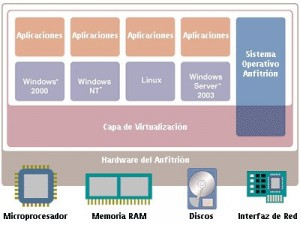 Aplicaciones Aplicaciones Aplicaciones Aplicaciones
Sistema
Operativo
Anfitrión
Windows®
2000
Windows
NT®
Linux
Windows
Server™
2003
Capa de Virtualización
Hardware del Anfitrión
Microprocesador Memoria RAM Discos Interfaz de Red